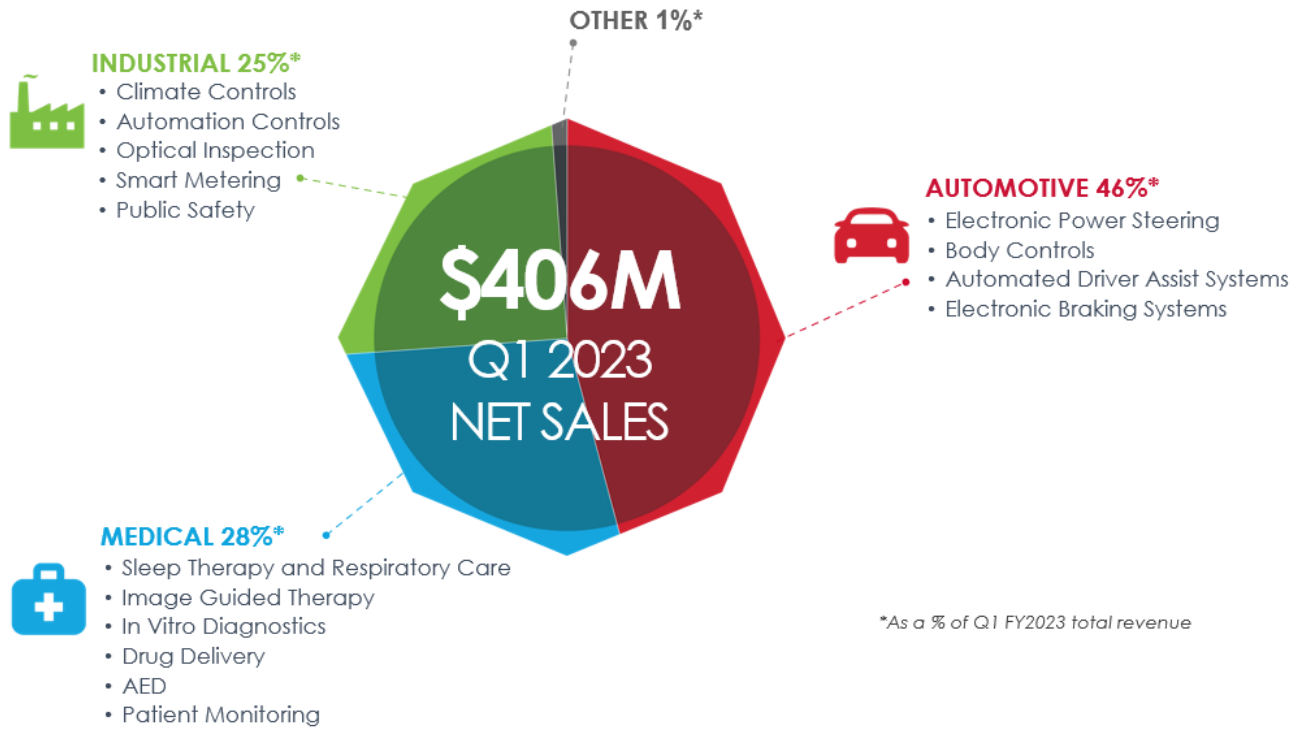 OTHER 1%*
INDUSTRIAL 25%*
• Climate Controls
• Automation Controls
• Optical Inspection
• Smart Metering
• Public Safety
AUTOMOTIVE 46%*
• Electronic Power Steering
• Body Controls
• Automated Driver Assist Systems
• Electronic Braking Systems
$406M
Q1 2023
NET SALES
MEDICAL 28%*
• Sleep Therapy and Respiratory Care
• Image Guided Therapy
• In Vitro Diagnostics
• Drug Delivery
• AED
• Patient Monitoring
*As a % of Q1 FY2023 total revenue